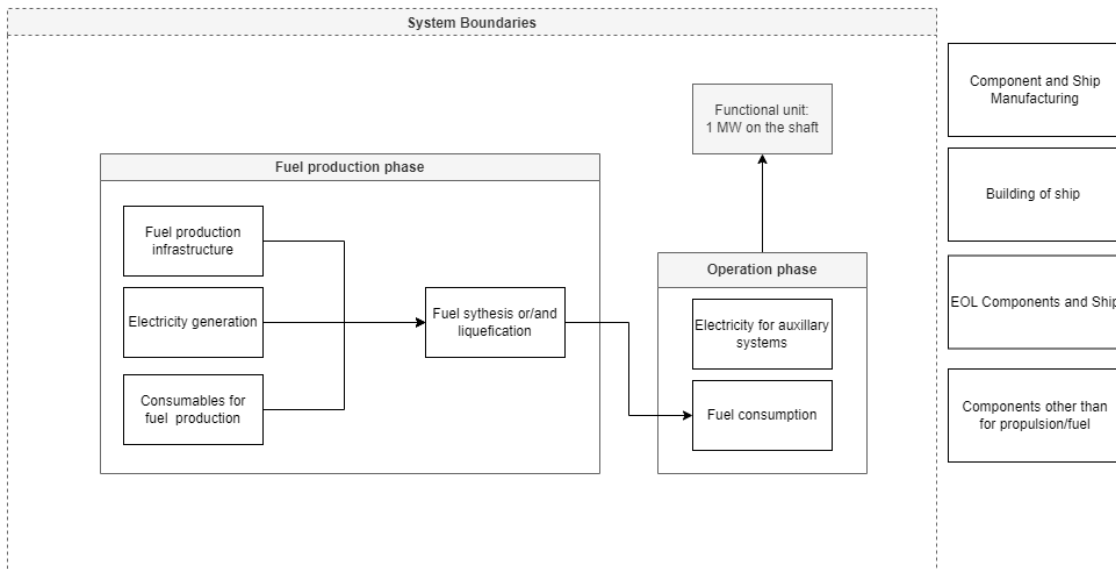 System Boundaries
Component and Ship
Manufacturing
Functional unit:
1 MW on the shaft
Fuel production phase
Building of ship
Fuel production
infrastructure
Operation phase
Electricity generation
Fuel sythesis or/and
liquefication
EOL Components and Ship
Electricity for auxillary
systems
Consumables for
fuel production
Fuel consumption
Components other than
for propulsion/fuel